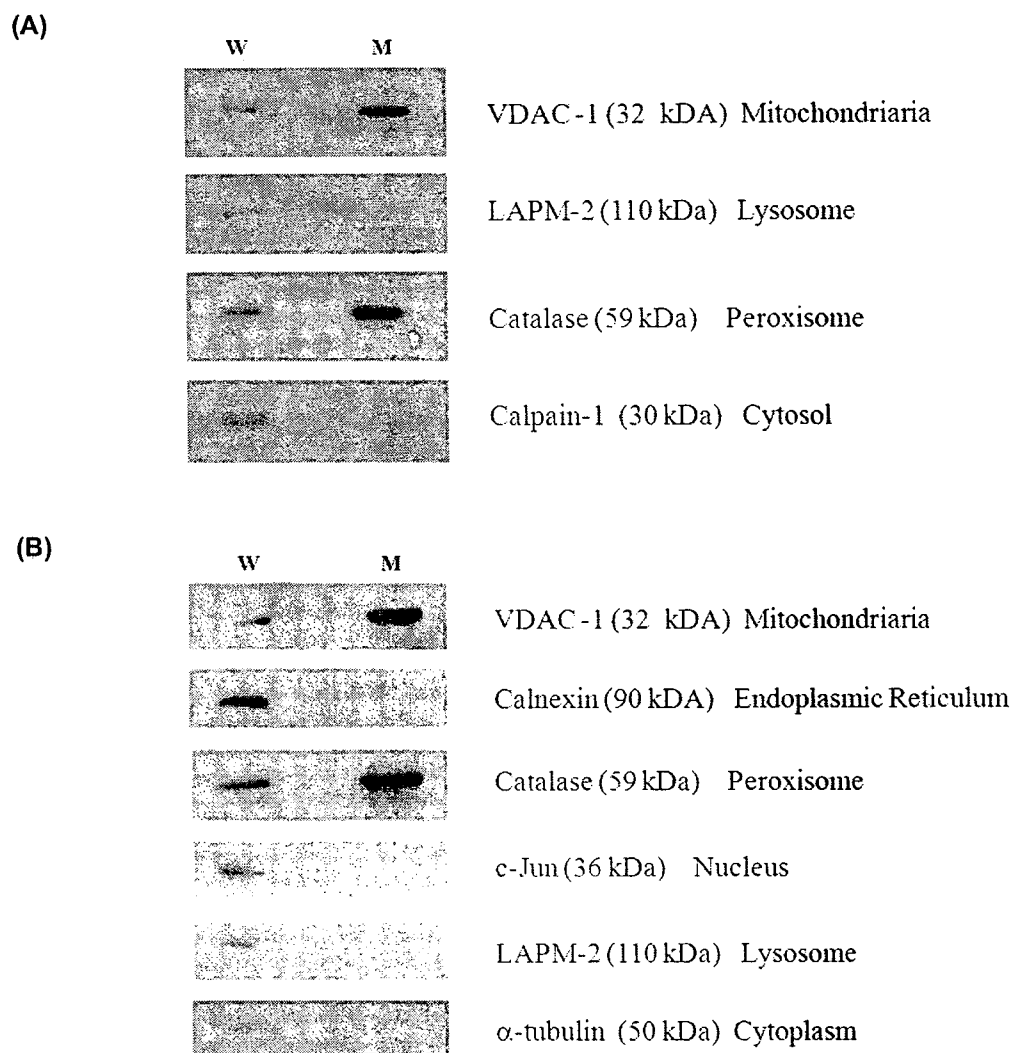 (A)
W M
VDAC-1 (32 kDA) Mitochondriaria
LAPM-2 (110 kDa) Lysosome
Catalase (59 kDa) Peroxisome
Calpain-1 (30 kDa) Cytosol
(B)
W M
VDAC-1 (32 kDA) Mitochondriaria
Calnexin (90 kDA) Endoplasmic Reticulum
Catalase (59 kDa) Peroxisome
c-Jun (36 kDa) Nucleus
LAPM-2 (110 kDa) Lysosome
α-tubulin (50 kDa) Cytoplasm